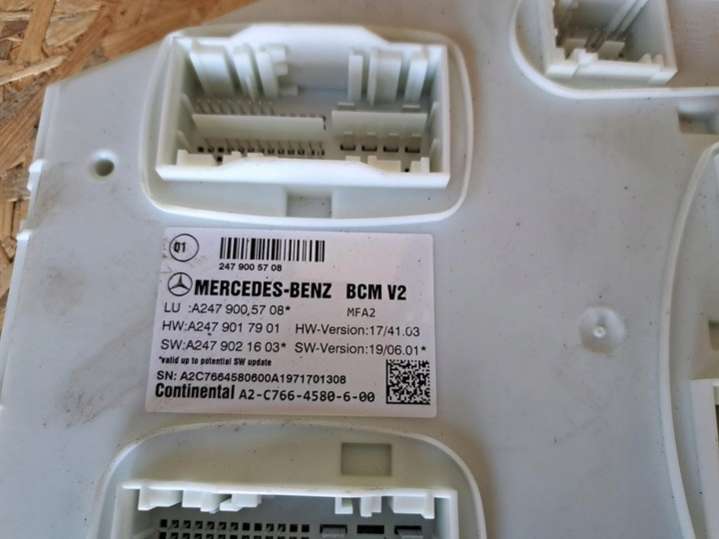 01
247 900 57 08
MERCEDES-BENZ BCM V2
LU :A247 900,5 7 08* MFA2
HW:A247 901 79 01 HW-Version:17/41.03
SW:A247 902 16 03* SW-Version:19/06.01*
*valid up to potential SW update
SN: A2C7664580600A1971701308
Continental A2-C766-4580-6-00